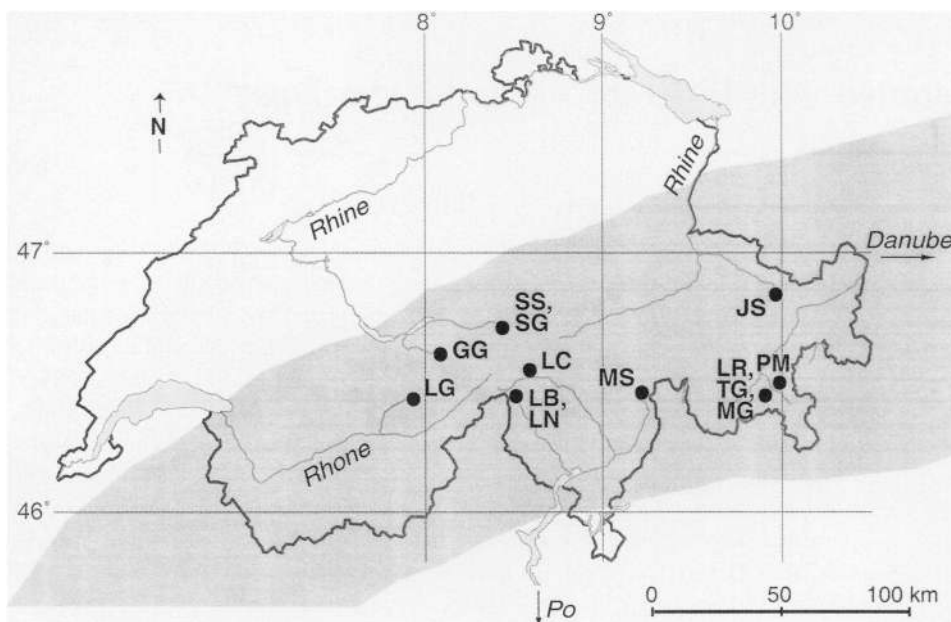 8° 9° 10°
N
Rhine
Rhine
47°
Danube
SS,
SG
JS
GG
LC
LR, PM
MS
TG,
MG
LG
LB,
LN
Rhone
46°
0 50 100 km
Po